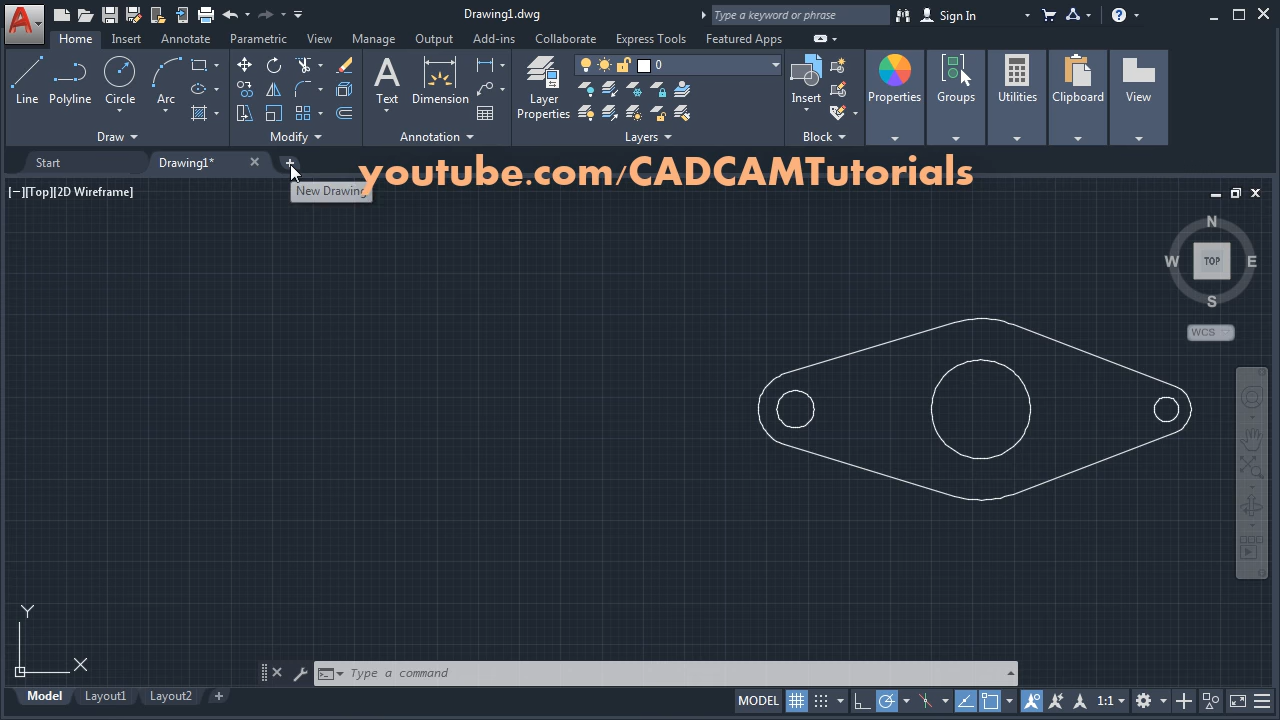 Drawing1.dwg
Type a keyword or phrase
Sign In
Home
Insert
Annotate
Parametric
View
Manage
Output
Add-ins
Collaborate
Express Tools
Featured Apps
Line
Polyline
Circle
Arc
Text
Dimension
Layer
Properties
0
Insert
Properties
Groups
Utilities
Clipboard
View
Draw
Modify
Annotation
Layers
Block
Start
Drawing1*
New Drawing
youtube.com/CADCAMTutorials
[−][Top][2D Wireframe]
N
W
TOP
E
S
WCS
Y
X
Type a command
Model
Layout1
Layout2
MODEL
1:1